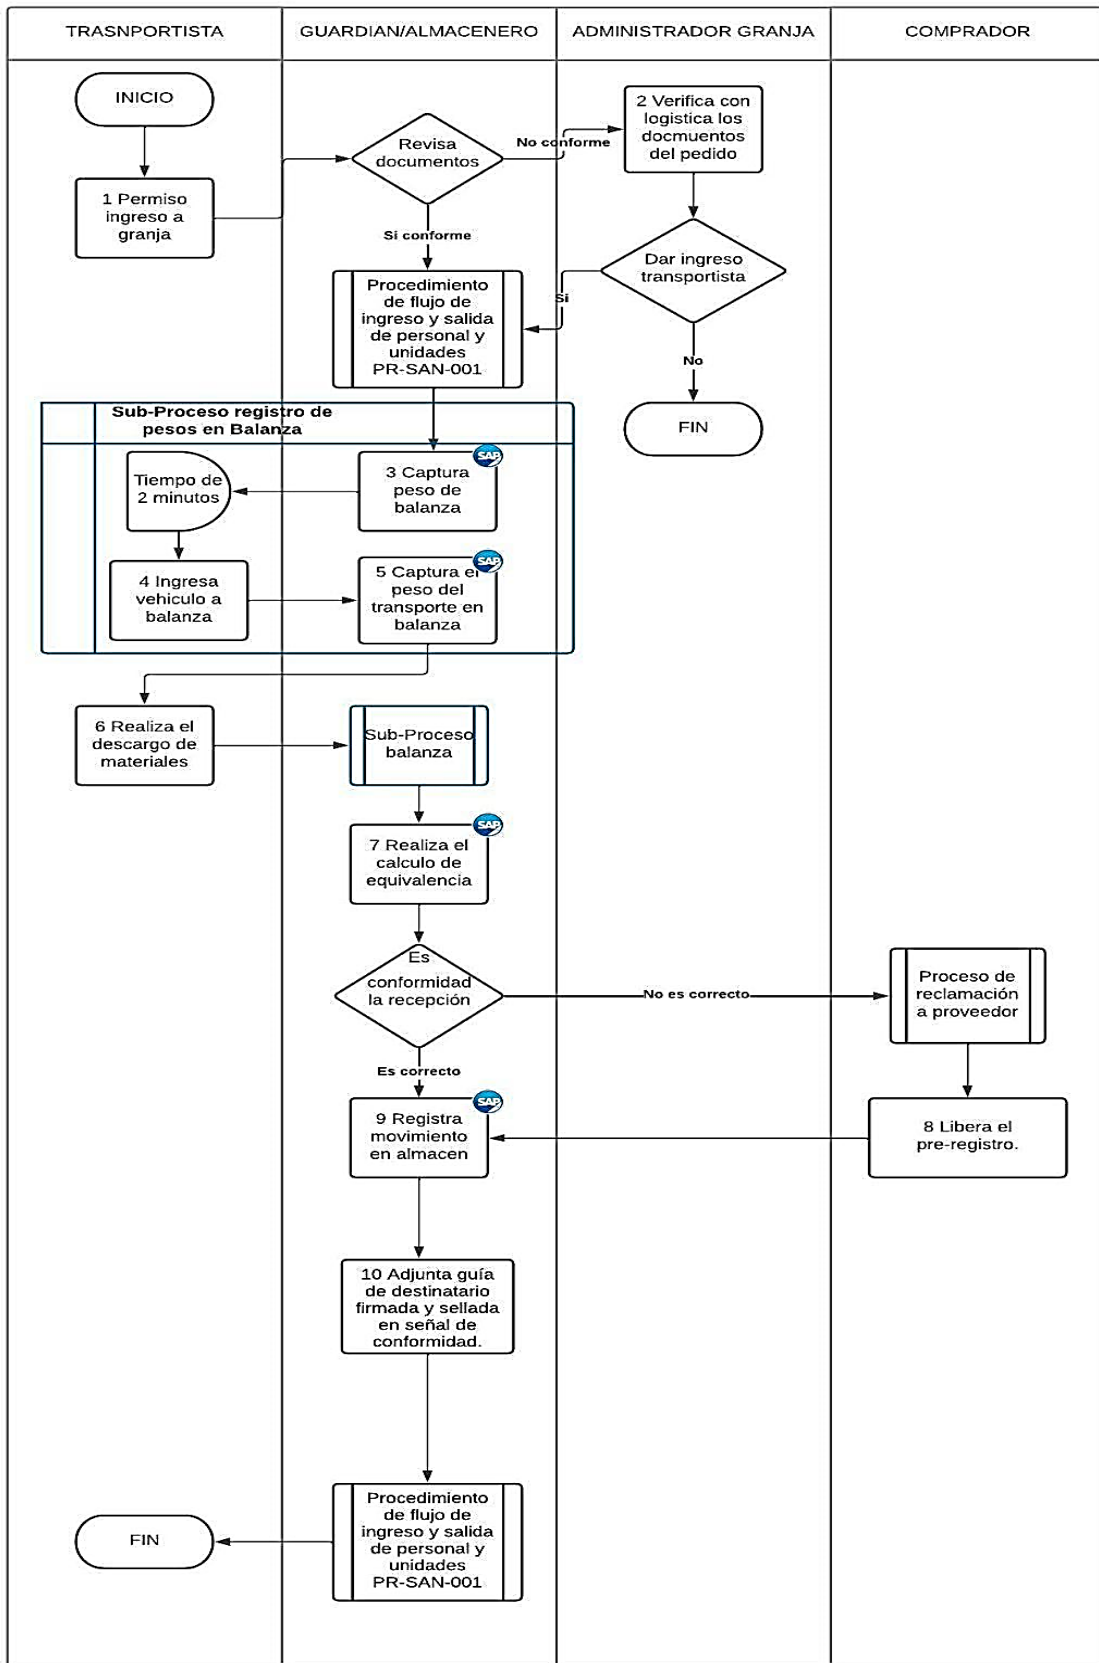 TRASNPORTISTA
GUARDIAN/ALMACENERO
ADMINISTRADOR GRANJA
COMPRADOR
INICIO
1 Permiso
ingreso a
granja
Revisa
documentos
No conforme
2 Verifica con
logistica los
docmuentos
del pedido
Si conforme
Dar ingreso
transportista
Si
No
FIN
Procedimiento
de flujo de
ingreso y salida
de personal y
unidades
PR-SAN-001
Sub-Proceso registro de
pesos en Balanza
SAP
3 Captura
peso de
balanza
Tiempo de
2 minutos
4 Ingresa
vehiculo a
balanza
SAP
5 Captura el
peso del
transporte en
balanza
6 Realiza el
descargo de
materiales
Sub-Proceso
balanza
SAP
7 Realiza el
calculo de
equivalencia
Es
conformidad
la recepción
No es correcto
Proceso de
reclamación
a proveedor
Es correcto
8 Libera el
pre-registro.
SAP
9 Registra
movimiento
en almacen
10 Adjunta guía
de destinatario
firmada y sellada
en señal de
conformidad.
Procedimiento
de flujo de
ingreso y salida
de personal y
unidades
PR-SAN-001
FIN